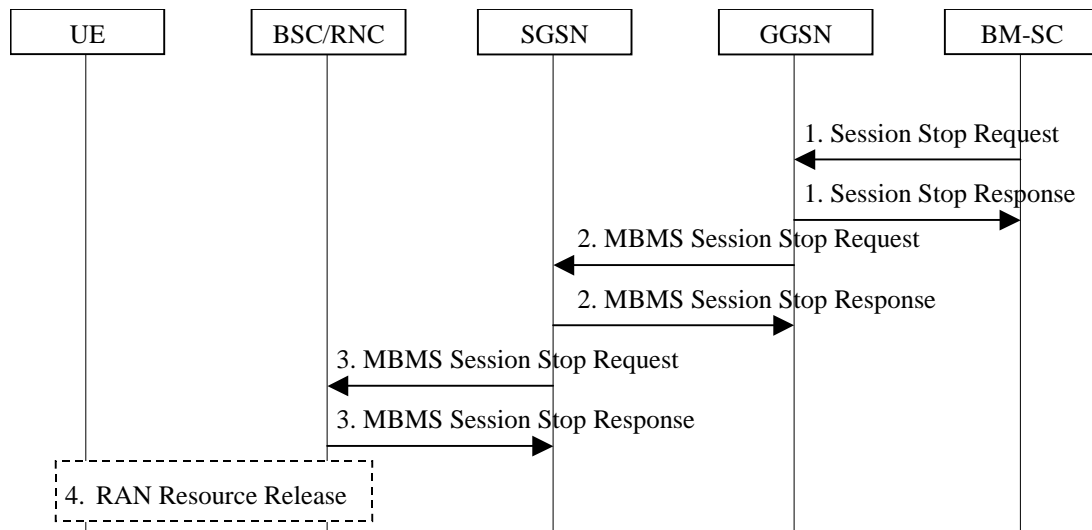 UE
BSC/RNC
SGSN
GGSN
BM-SC
1. Session Stop Request
1. Session Stop Response
2. MBMS Session Stop Request
2. MBMS Session Stop Response
3. MBMS Session Stop Request
3. MBMS Session Stop Response
4. RAN Resource Release